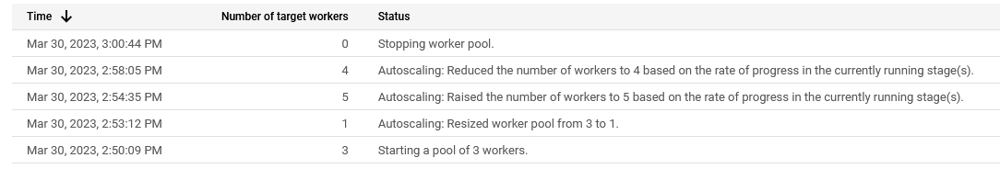 Time Number of target workers Status
Mar 30, 2023, 3:00:44 PM 0 Stopping worker pool.
Mar 30, 2023, 2:58:05 PM 4 Autoscaling: Reduced the number of workers to 4 based on the rate of progress in the currently running stage(s).
Mar 30, 2023, 2:54:35 PM 5 Autoscaling: Raised the number of workers to 5 based on the rate of progress in the currently running stage(s).
Mar 30, 2023, 2:53:12 PM 1 Autoscaling: Resized worker pool from 3 to 1.
Mar 30, 2023, 2:50:09 PM 3 Starting a pool of 3 workers.